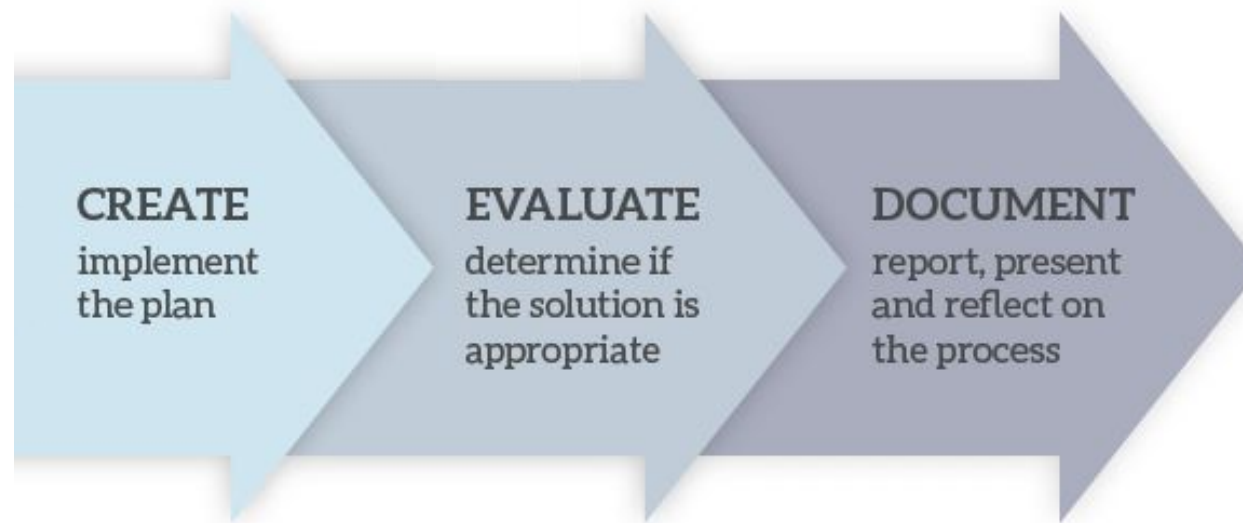 CREATE
implement
the plan
EVALUATE
determine if
the solution is
appropriate
DOCUMENT
report, present
and reflect on
the process